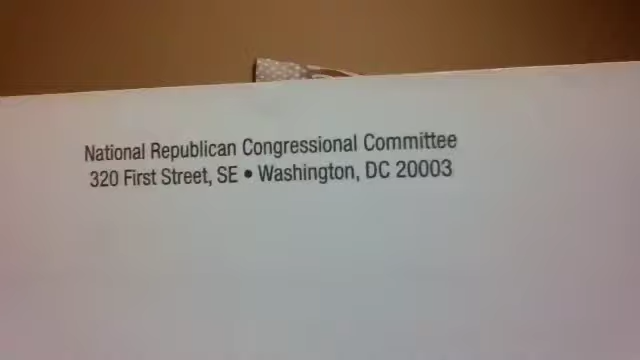 National Republican Congressional Committee
320 First Street, SE • Washington, DC 20003